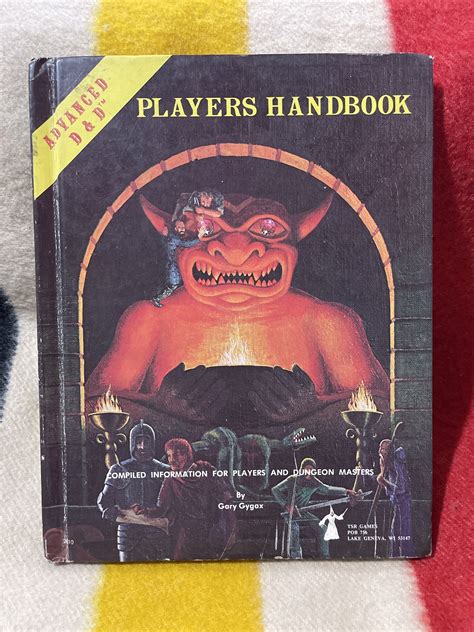 ADVANCED
D & D™
PLAYERS HANDBOOK
COMPILED INFORMATION FOR PLAYERS AND DUNGEON MASTERS
By
Gary Gygax
TSR GAMES
POB 756
LAKE GENEVA, WI 53147